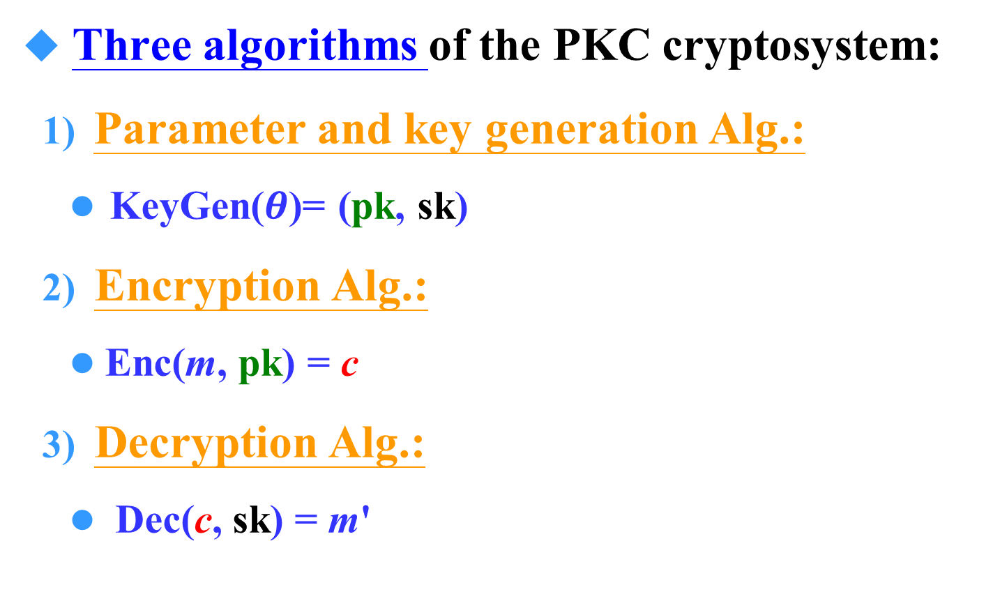 ◆ Three algorithms of the PKC cryptosystem:
1) Parameter and key generation Alg.:
● KeyGen(θ)= (pk, sk)
2) Encryption Alg.:
● Enc(m, pk) = c
3) Decryption Alg.:
● Dec(c, sk) = m'